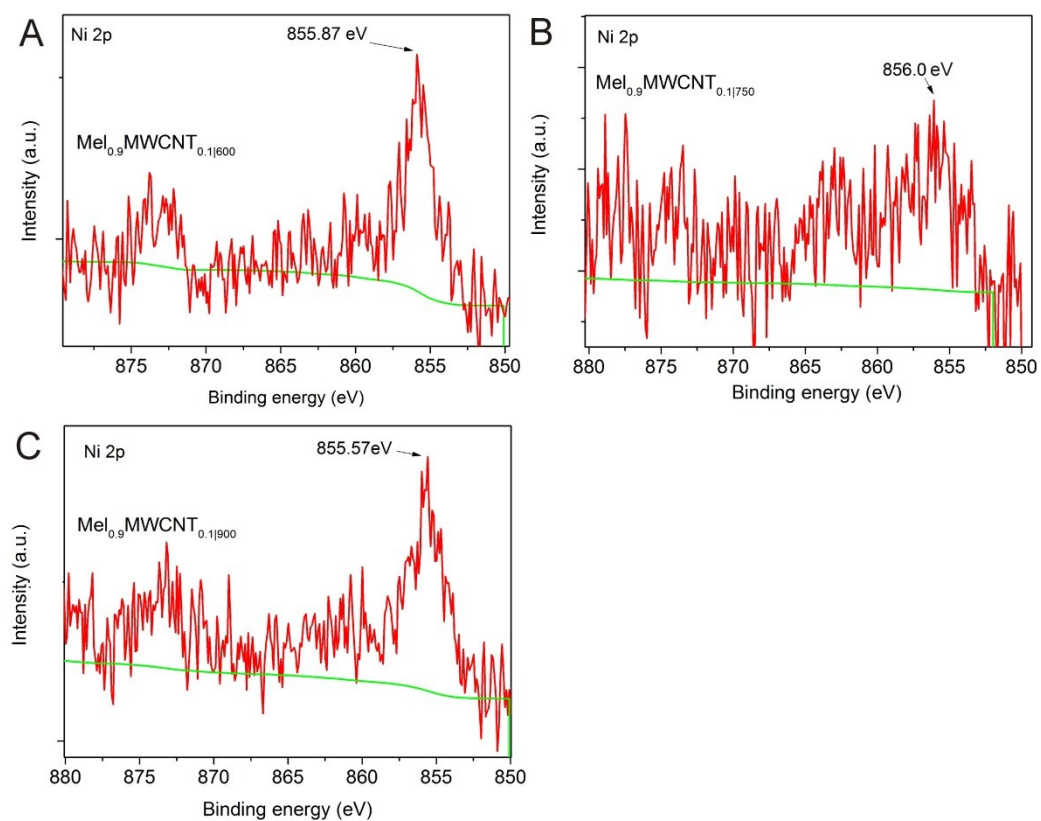 A
Ni 2p
855.87 eV
Mel0.9MWCNT0.1|600
Intensity (a.u.)
875 870 865 860 855 850
Binding energy (eV)
B
Ni 2p
856.0 eV
Mel0.9MWCNT0.1|750
Intensity (a.u.)
880 875 870 865 860 855 850
Binding energy (eV)
C
Ni 2p
855.57eV
Mel0.9MWCNT0.1|900
Intensity (a.u.)
880 875 870 865 860 855 850
Binding energy (eV)